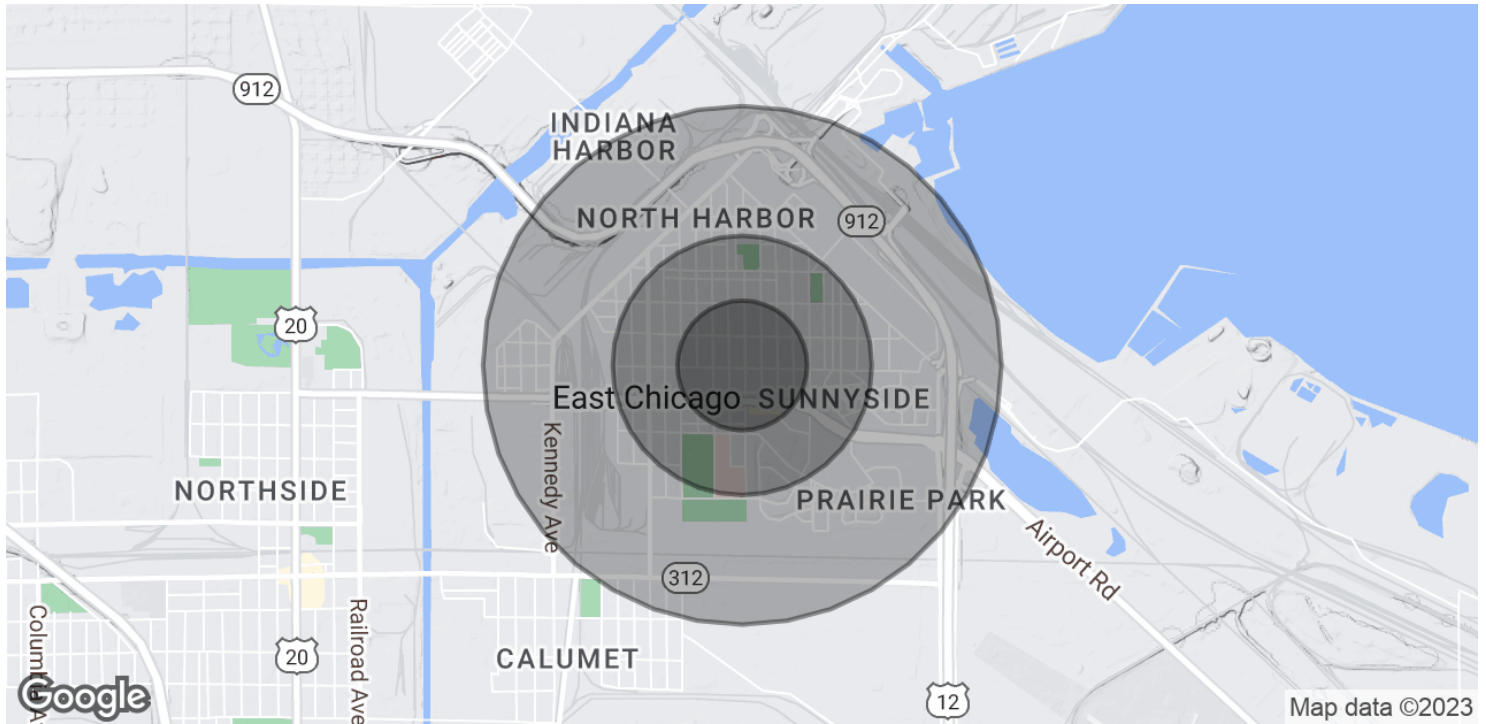 912
INDIANA
HARBOR
NORTH HARBOR
912
20
East Chicago
SUNNYSIDE
Kennedy Ave
NORTHSIDE
PRAIRIE PARK
Airport Rd
312
Railroad Ave
20
CALUMET
12
Google
Map data ©2023